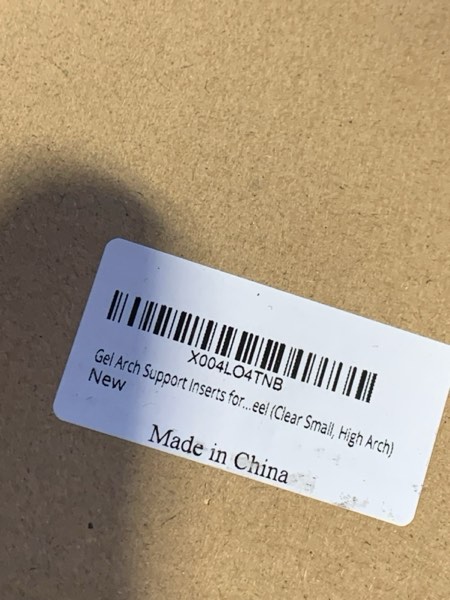 X004LO4TNB
Gel Arch Support Inserts for...eel (Clear Small, High Arch)
New
Made in China